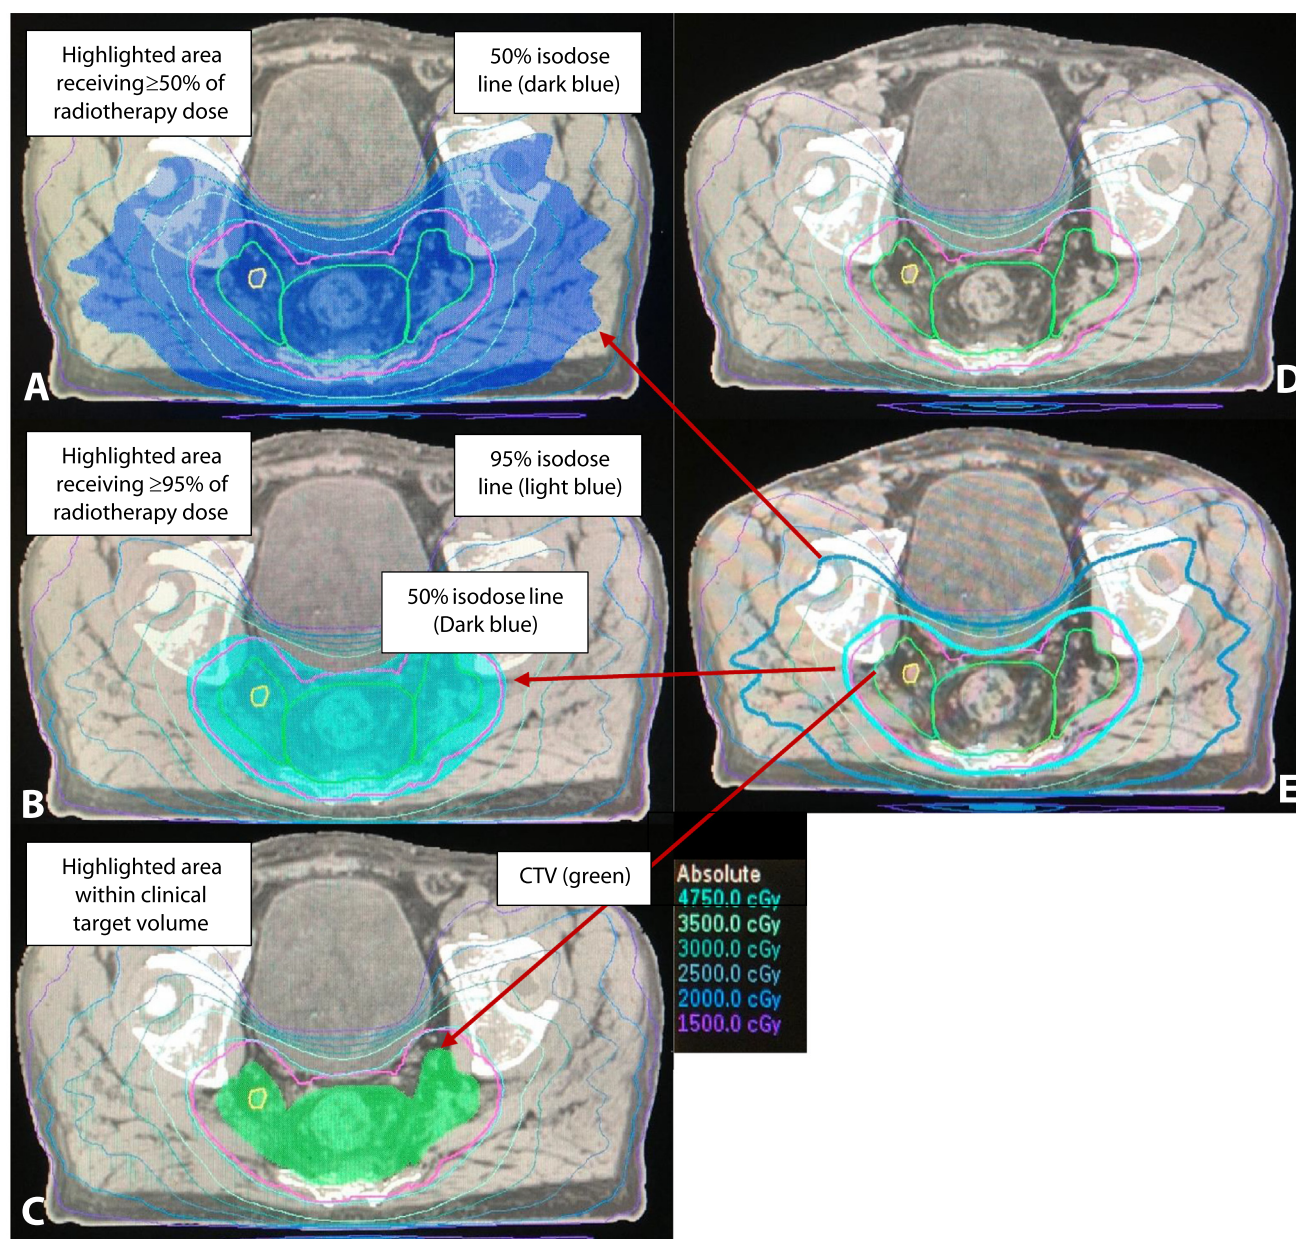 Highlighted area
receiving ≥50% of
radiotherapy dose
50% isodose
line (dark blue)
A
D
Highlighted area
receiving ≥95% of
radiotherapy dose
95% isodose
line (light blue)
50% isodose line
(Dark blue)
B
E
Highlighted area
within clinical
target volume
CTV (green)
C
Absolute
4750.0 cGy
3500.0 cGy
3000.0 cGy
2500.0 cGy
2000.0 cGy
1500.0 cGy